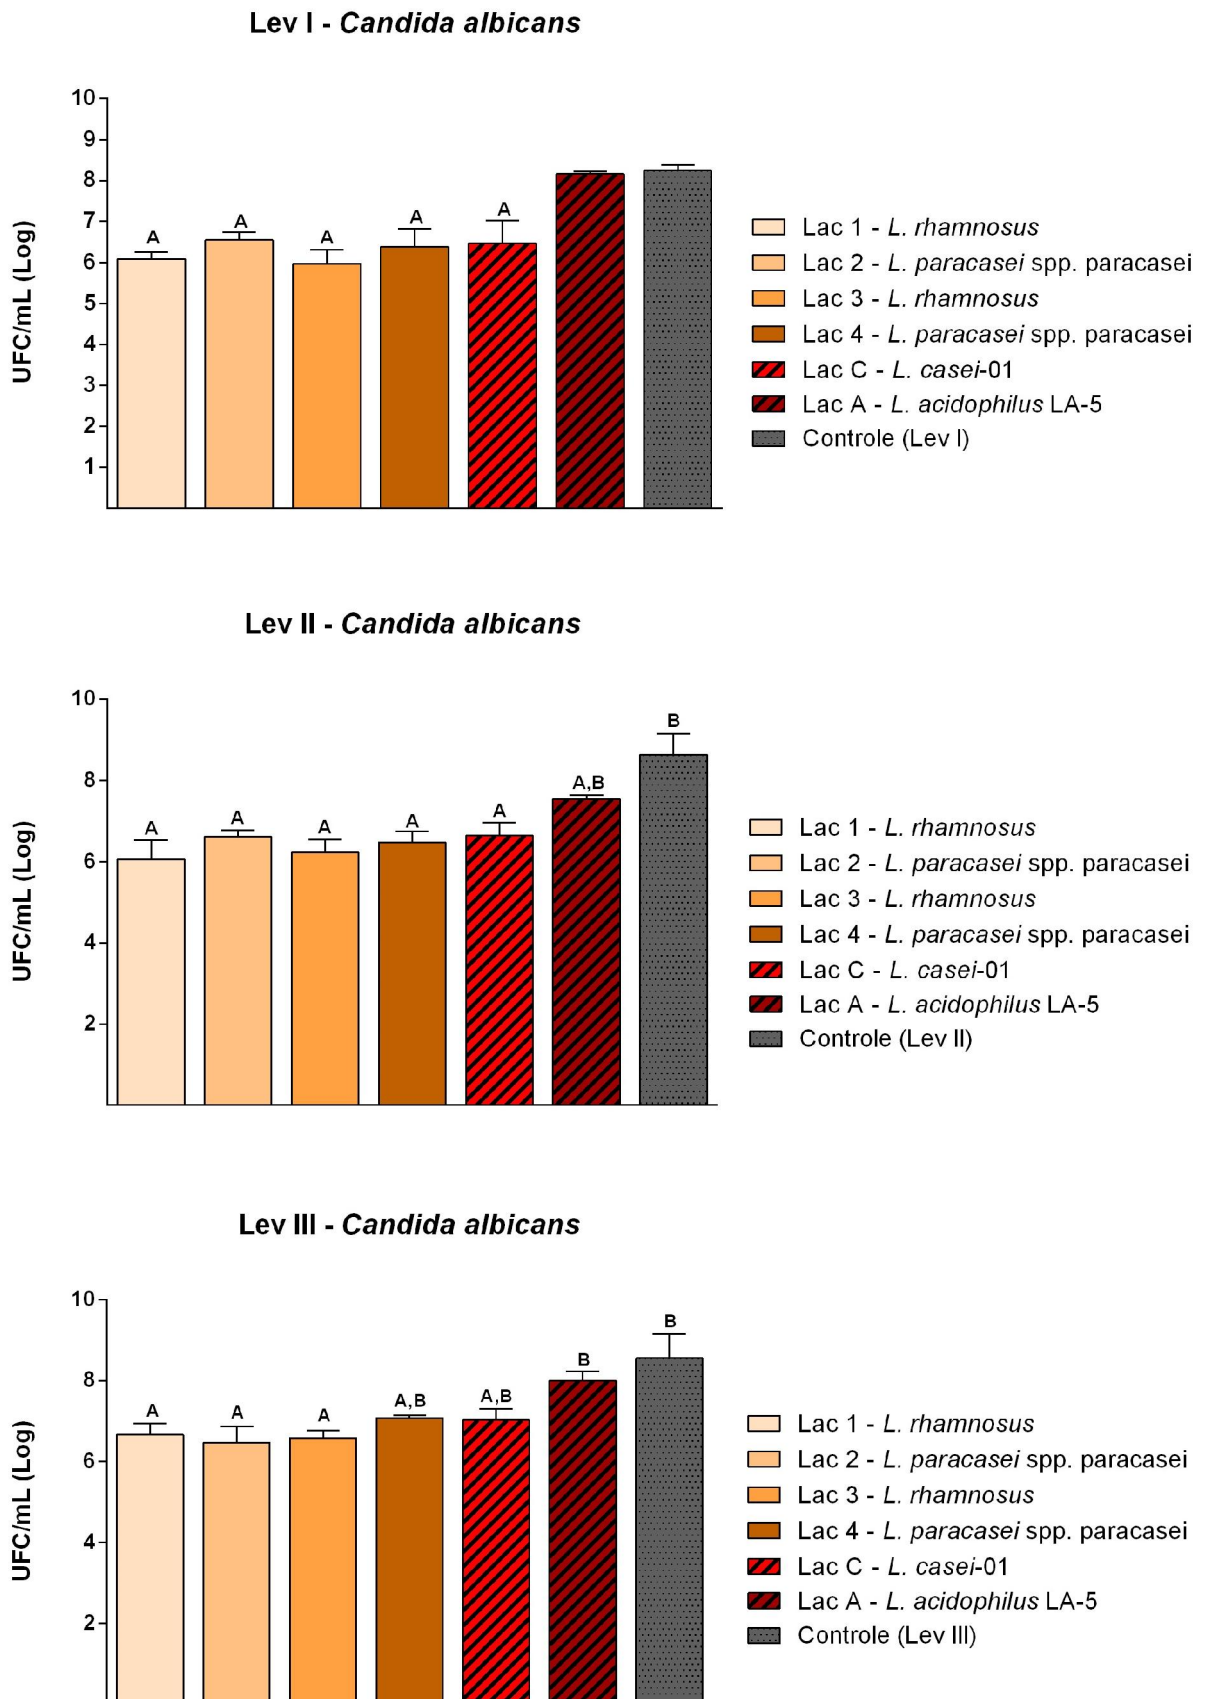 Lev I - Candida albicans
10
9
8
7
6
5
4
3
2
1
UFC/mL (Log)
A
A
A
A
A
Lac 1 - L. rhamnosus
Lac 2 - L. paracasei spp. paracasei
Lac 3 - L. rhamnosus
Lac 4 - L. paracasei spp. paracasei
Lac C - L. casei-01
Lac A - L. acidophilus LA-5
Controle (Lev I)
Lev II - Candida albicans
10
8
6
4
2
UFC/mL (Log)
A
A
A
A
A
A,B
B
Lac 1 - L. rhamnosus
Lac 2 - L. paracasei spp. paracasei
Lac 3 - L. rhamnosus
Lac 4 - L. paracasei spp. paracasei
Lac C - L. casei-01
Lac A - L. acidophilus LA-5
Controle (Lev II)
Lev III - Candida albicans
10
8
6
4
2
UFC/mL (Log)
A
A
A
A,B
A,B
B
B
Lac 1 - L. rhamnosus
Lac 2 - L. paracasei spp. paracasei
Lac 3 - L. rhamnosus
Lac 4 - L. paracasei spp. paracasei
Lac C - L. casei-01
Lac A - L. acidophilus LA-5
Controle (Lev III)